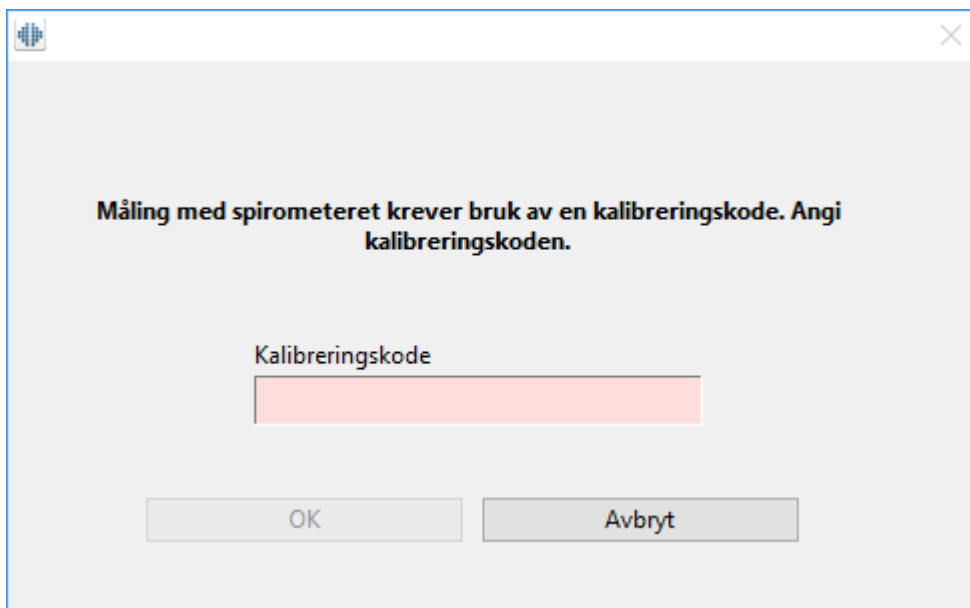 Måling med spirometeret krever bruk av en kalibreringskode. Angi
kalibreringskoden.
Kalibreringskode
OK
Avbryt